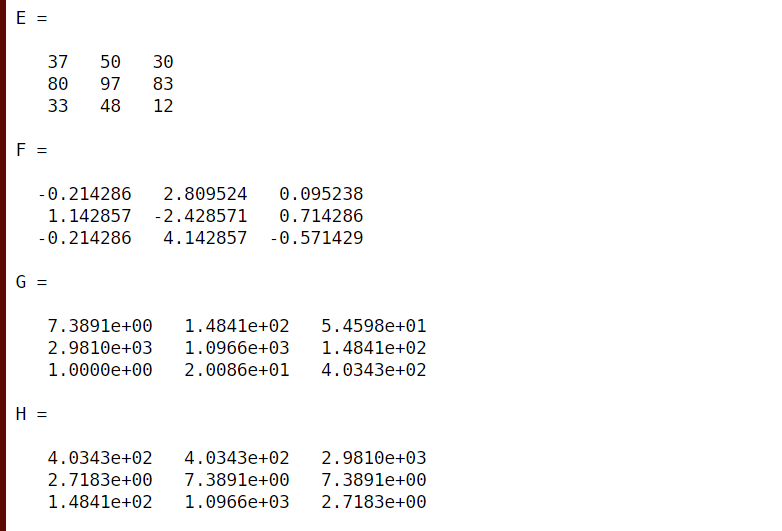 E =
37 50 30
80 97 83
33 48 12
F =
-0.214286 2.809524 0.095238
1.142857 -2.428571 0.714286
-0.214286 4.142857 -0.571429
G =
7.3891e+00 1.4841e+02 5.4598e+01
2.9810e+03 1.0966e+03 1.4841e+02
1.0000e+00 2.0086e+01 4.0343e+02
H =
4.0343e+02 4.0343e+02 2.9810e+03
2.7183e+00 7.3891e+00 7.3891e+00
1.4841e+02 1.0966e+03 2.7183e+00